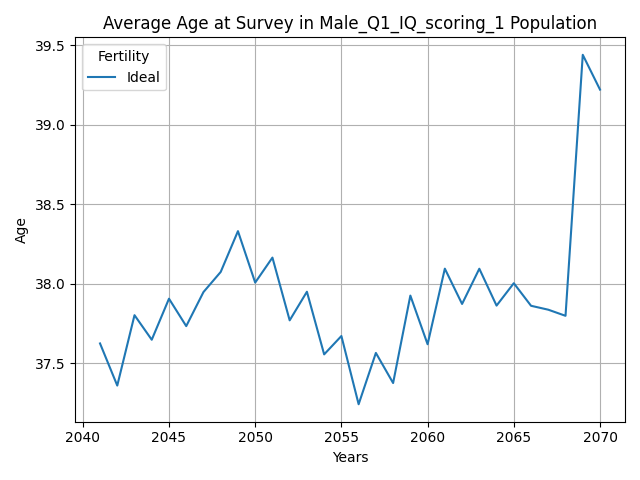 Average Age at Survey in Male_Q1_IQ_scoring_1 Population
Fertility
Ideal
39.5
39.0
38.5
38.0
37.5
Age
2040 2045 2050 2055 2060 2065 2070
Years